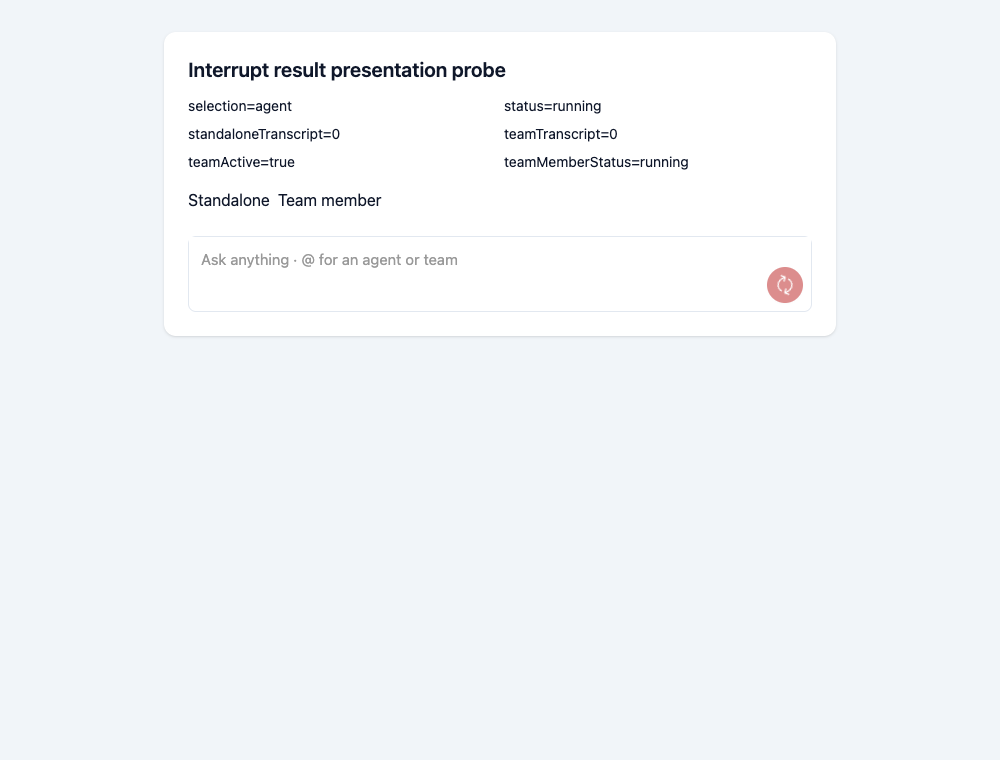 Interrupt result presentation probe
selection=agent
status=running
standaloneTranscript=0
teamTranscript=0
teamActive=true
teamMemberStatus=running
Standalone Team member
Ask anything · @ for an agent or team